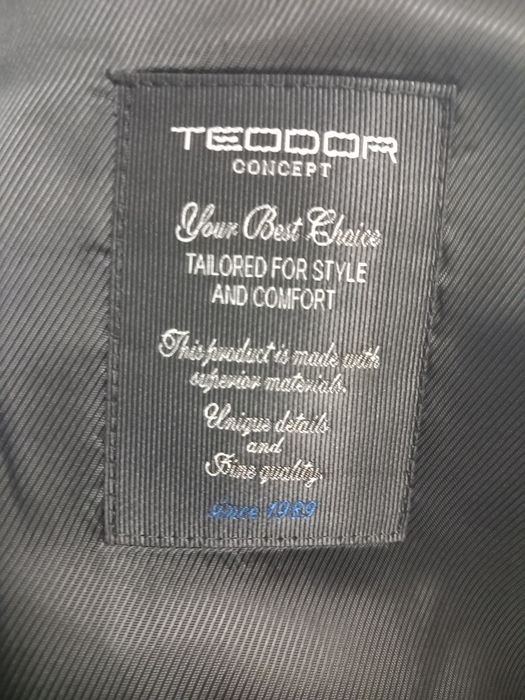 TEODOR
CONCEPT
Your Best Choice
TAILORED FOR STYLE
AND COMFORT
This product is made with
superior materials.
Unique details
and
Fine quality.
since 1989